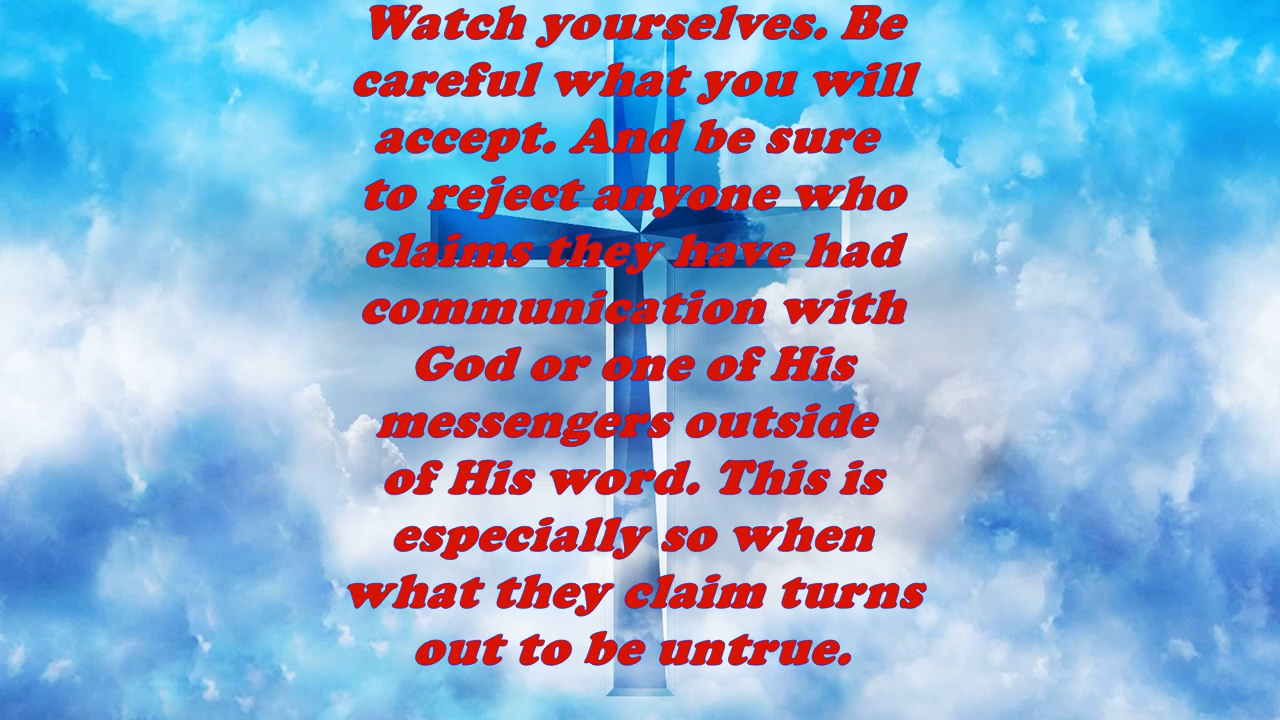 Watch yourselves. Be
careful what you will
accept. And be sure
to reject anyone who
claims they have had
communication with
God or one of His
messengers outside
of His word. This is
especially so when
what they claim turns
out to be untrue.